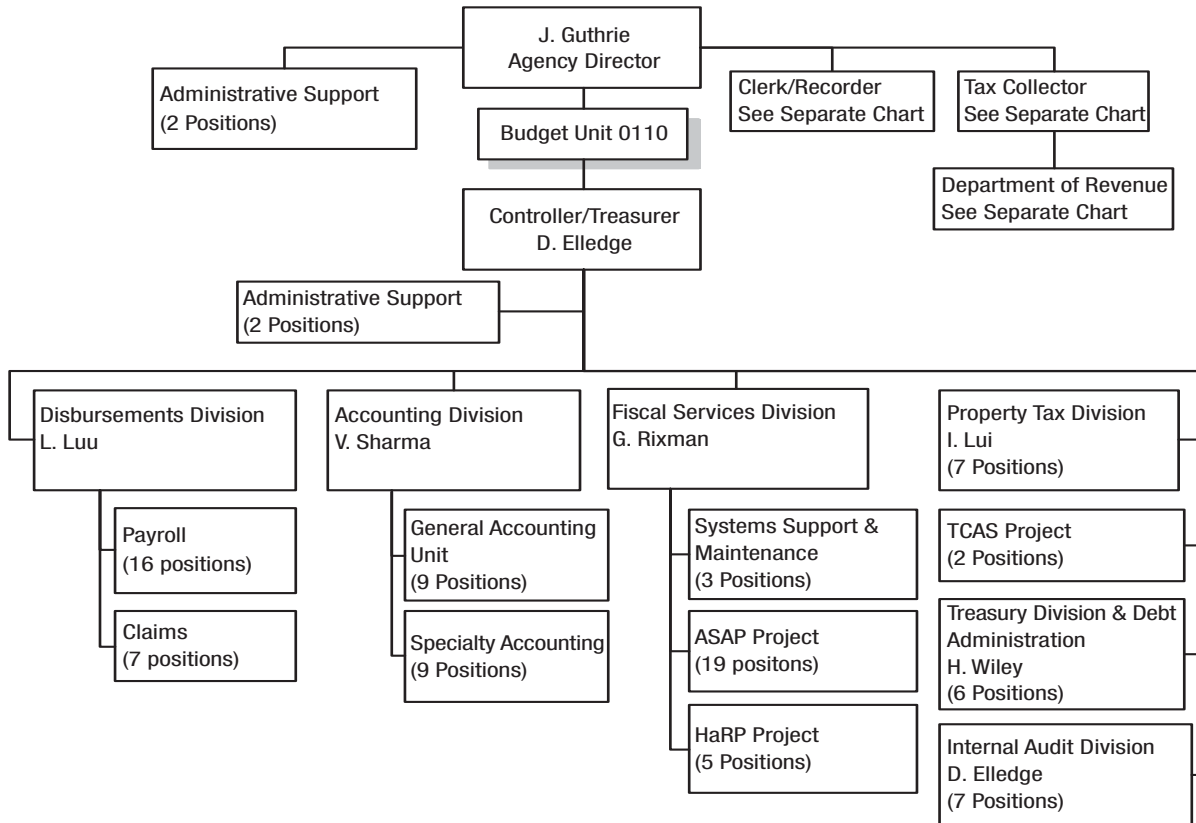 J. Guthrie
Agency Director
Administrative Support
(2 Positions)
Clerk/Recorder
See Separate Chart
Tax Collector
See Separate Chart
Budget Unit 0110
Department of Revenue
See Separate Chart
Controller/Treasurer
D. Elledge
Administrative Support
(2 Positions)
Disbursements Division
L. Luu
Payroll
(16 positions)
Claims
(7 positions)
Accounting Division
V. Sharma
General Accounting
Unit
(9 Positions)
Specialty Accounting
(9 Positions)
Fiscal Services Division
G. Rixman
Systems Support &
Maintenance
(3 Positions)
ASAP Project
(19 positons)
HaRP Project
(5 Positions)
Property Tax Division
I. Lui
(7 Positions)
TCAS Project
(2 Positions)
Treasury Division & Debt
Administration
H. Wiley
(6 Positions)
Internal Audit Division
D. Elledge
(7 Positions)